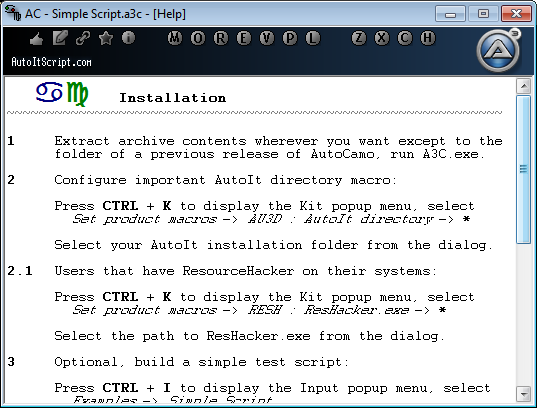 AC - Simple Script.a3c - [Help]
M O R E V P L Z X C H
AutoItScript.com
Installation
1 Extract archive contents wherever you want except to the
folder of a previous release of AutoCamo, run A3C.exe.
2 Configure important AutoIt directory macro:
Press CTRL + K to display the Kit popup menu, select
Set product macros -> AU3D : AutoIt directory -> *
Select your AutoIt installation folder from the dialog.
2.1 Users that have ResourceHacker on their systems:
Press CTRL + K to display the Kit popup menu, select
Set product macros -> RESH : ResHacker.exe -> *
Select the path to ResHacker.exe from the dialog.
3 Optional, build a simple test script:
Press CTRL + I to display the Input popup menu, select
Examples -> Simple Script